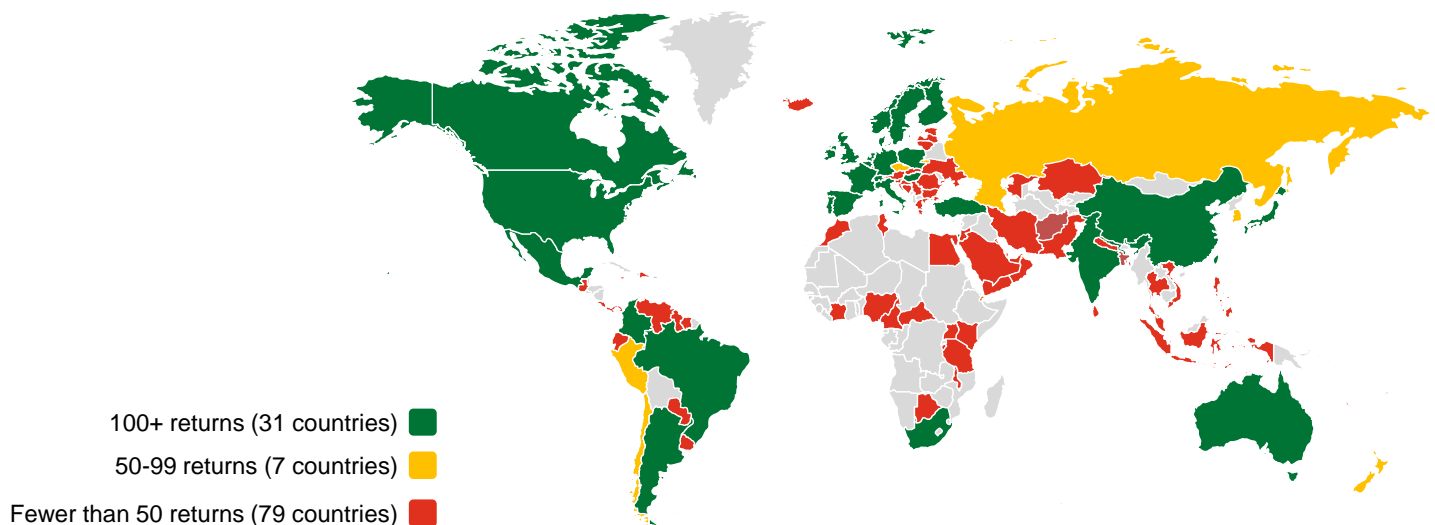 100+ returns (31 countries)
50-99 returns (7 countries)
Fewer than 50 returns (79 countries)